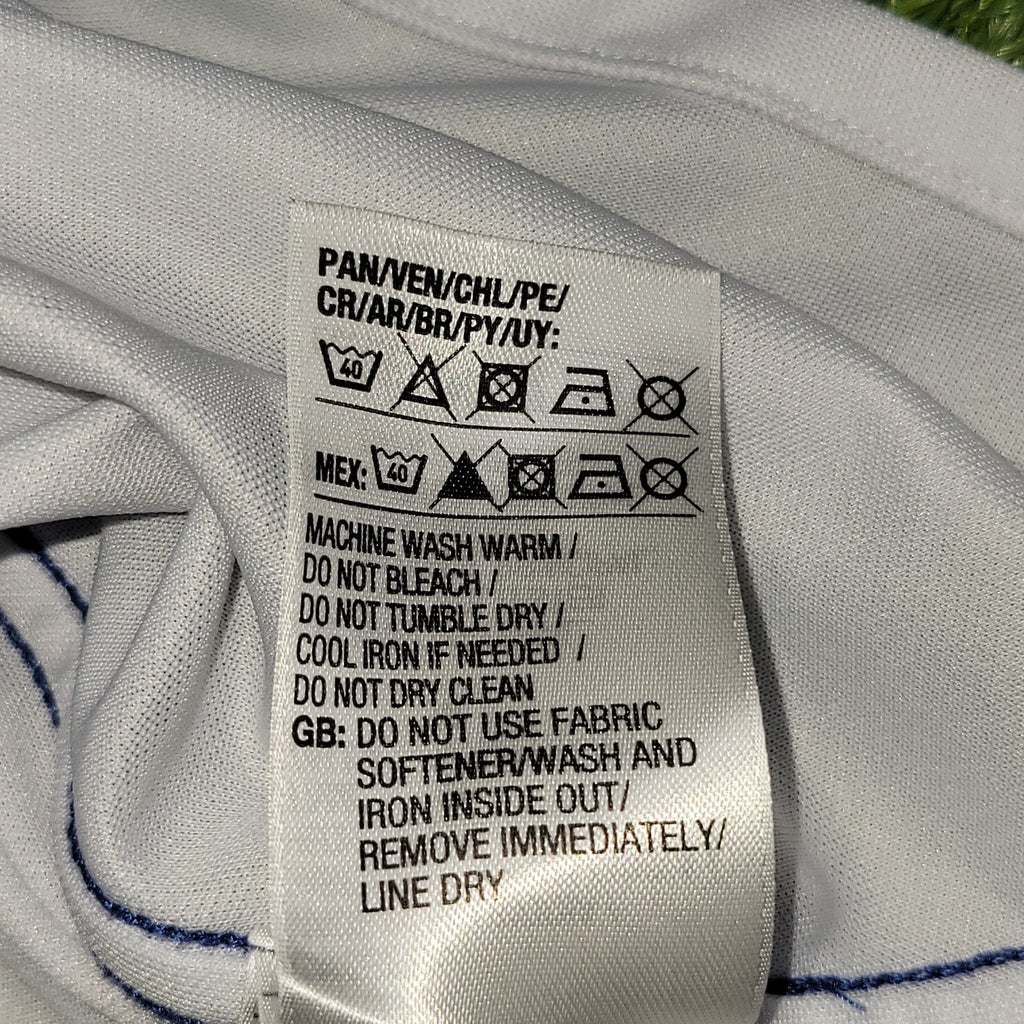 PAN/VEN/CHL/PE/
CR/AR/BR/PY/UY:
40
MEX: 40
MACHINE WASH WARM /
DO NOT BLEACH /
DO NOT TUMBLE DRY /
COOL IRON IF NEEDED /
DO NOT DRY CLEAN
GB: DO NOT USE FABRIC
SOFTENER/WASH AND
IRON INSIDE OUT/
REMOVE IMMEDIATELY/
LINE DRY